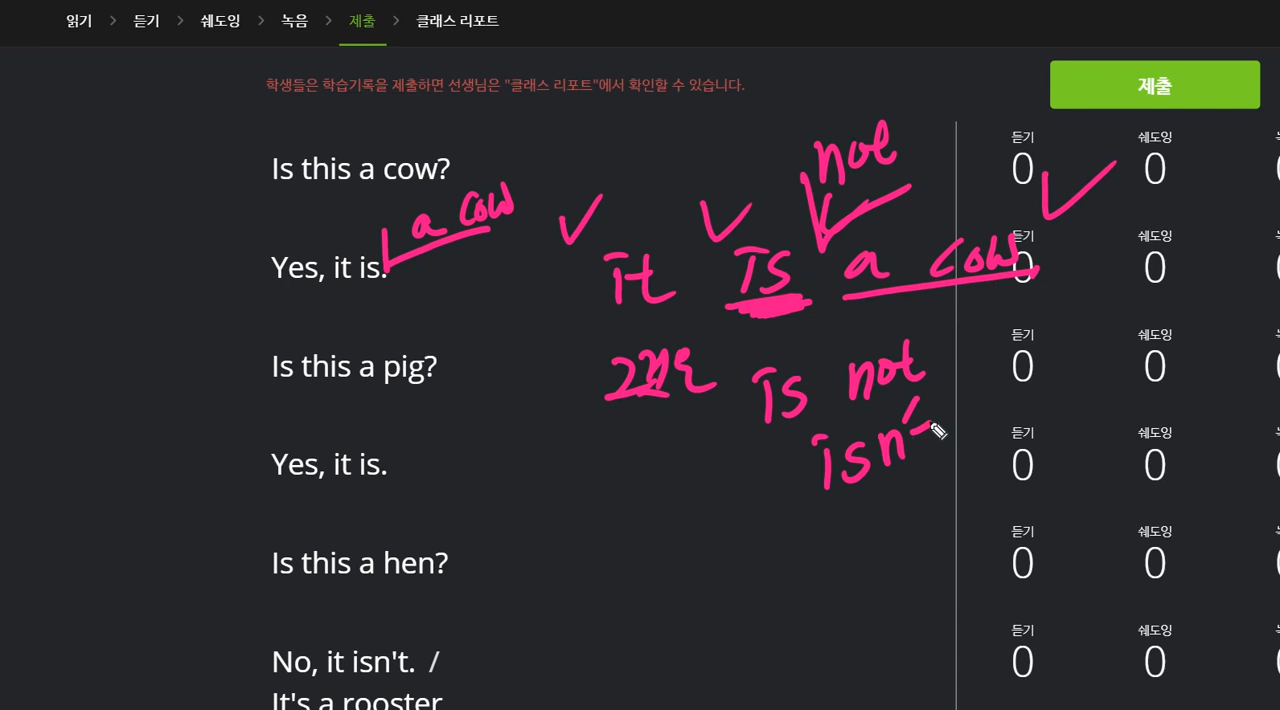 읽기 > 듣기 > 쉐도잉 > 녹음 > 제출 > 클래스 리포트
학생들은 학습기록을 제출하면 선생님은 "클래스 리포트"에서 확인할 수 있습니다.
제출
듣기 쉐도잉
Is this a cow? not 0 0
a cow
듣기 쉐도잉
Yes, it is. it is a cow 0 0
듣기 쉐도잉
Is this a pig? is not 0 0
듣기 쉐도잉
Yes, it is. isn't 0 0
듣기 쉐도잉
Is this a hen? 0 0
듣기 쉐도잉
No, it isn't. / 0 0
It's a rooster